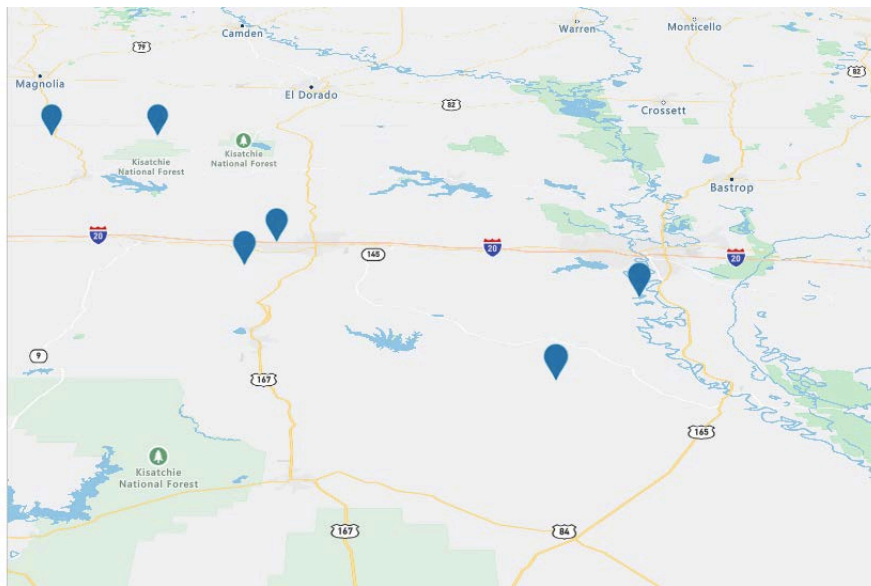 Camden
Warren
Monticello
79
82
Magnolia
El Dorado
82
Crossett
Kisatchie
National Forest
Kisatchie
National Forest
Bastrop
20
20
20
145
9
167
165
Kisatchie
National Forest
167
84